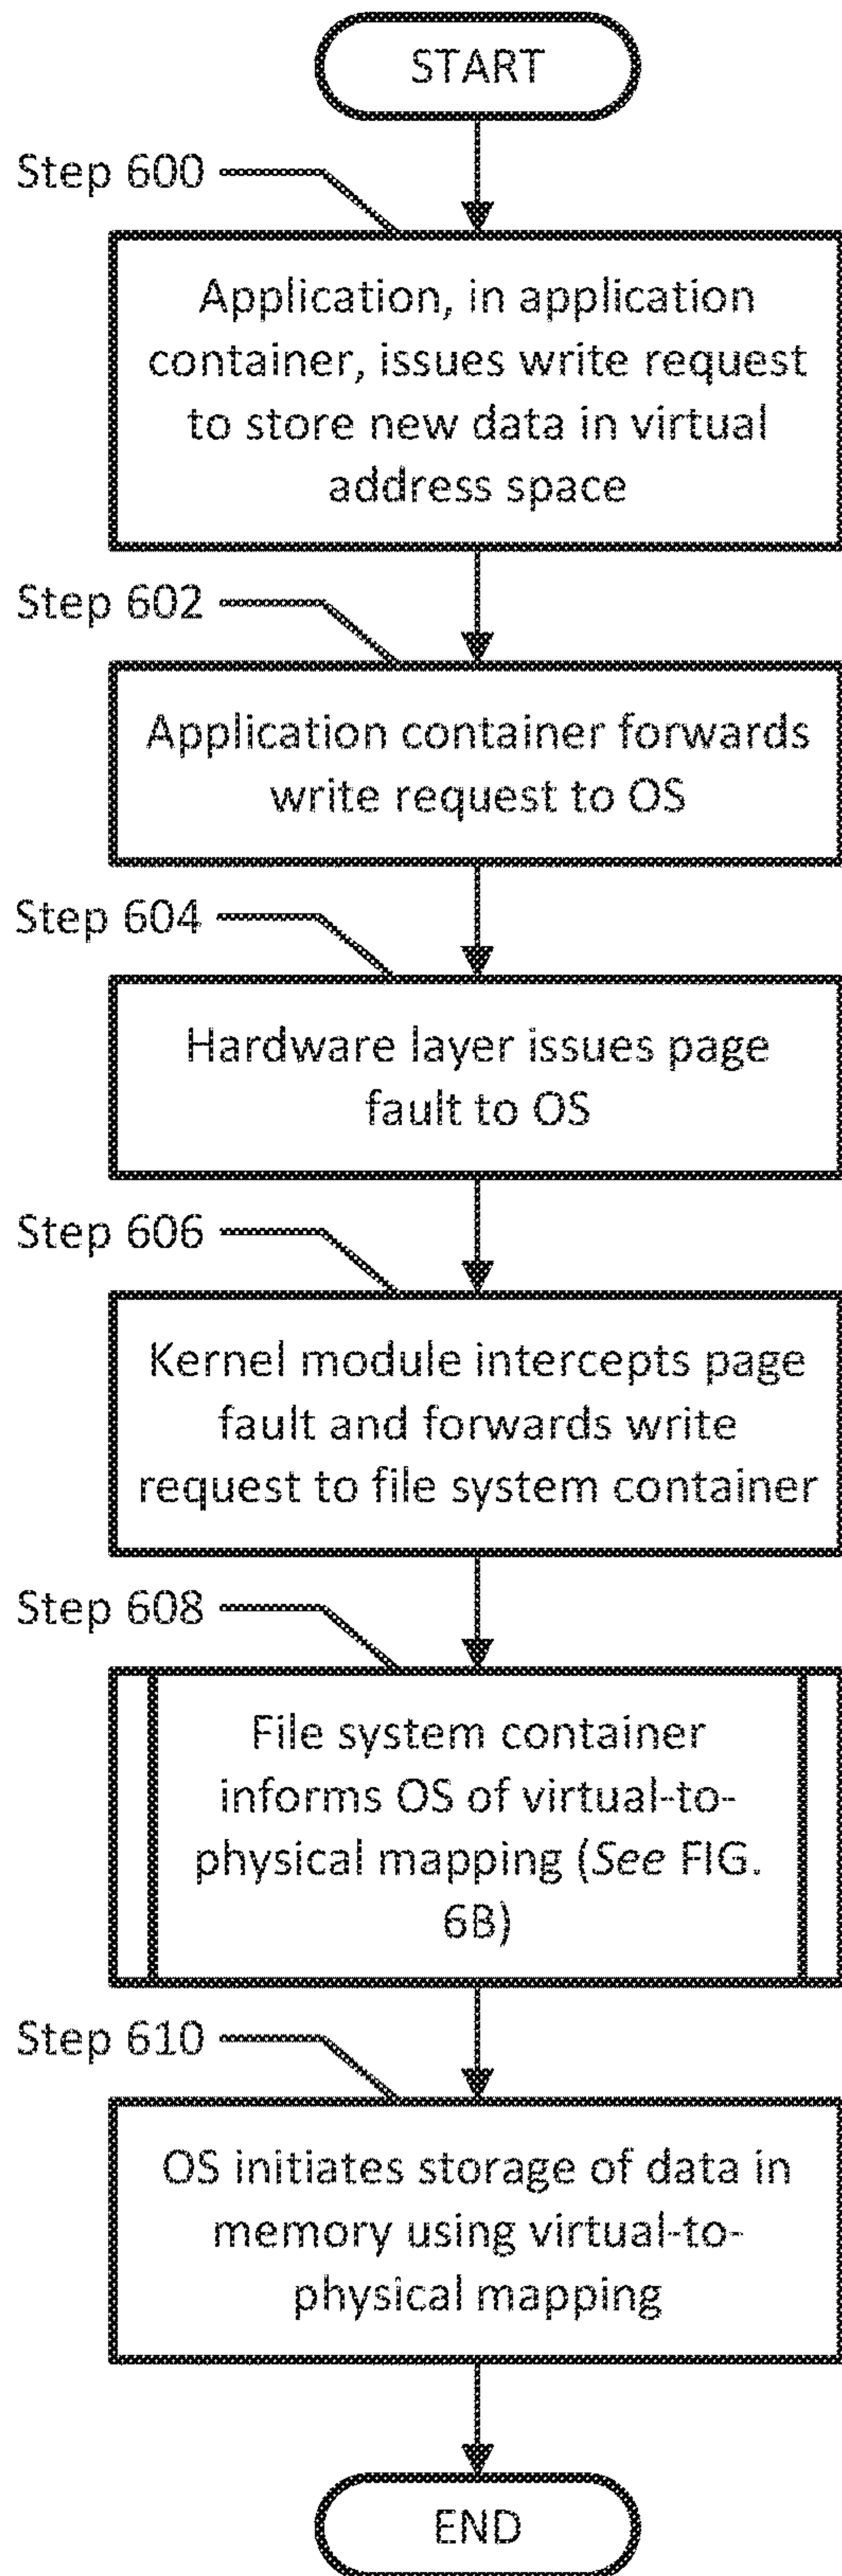 START
Step 600
Application, in application
container, issues write request
to store new data in virtual
address space
Step 602
Application container forwards
write request to OS
Step 604
Hardware layer issues page
fault to OS
Step 606
Kernel module intercepts page
fault and forwards write
request to file system container
Step 608
File system container
informs OS of virtual-to-
physical mapping (See FIG.
6B)
Step 610
OS initiates storage of data in
memory using virtual-to-
physical mapping
END